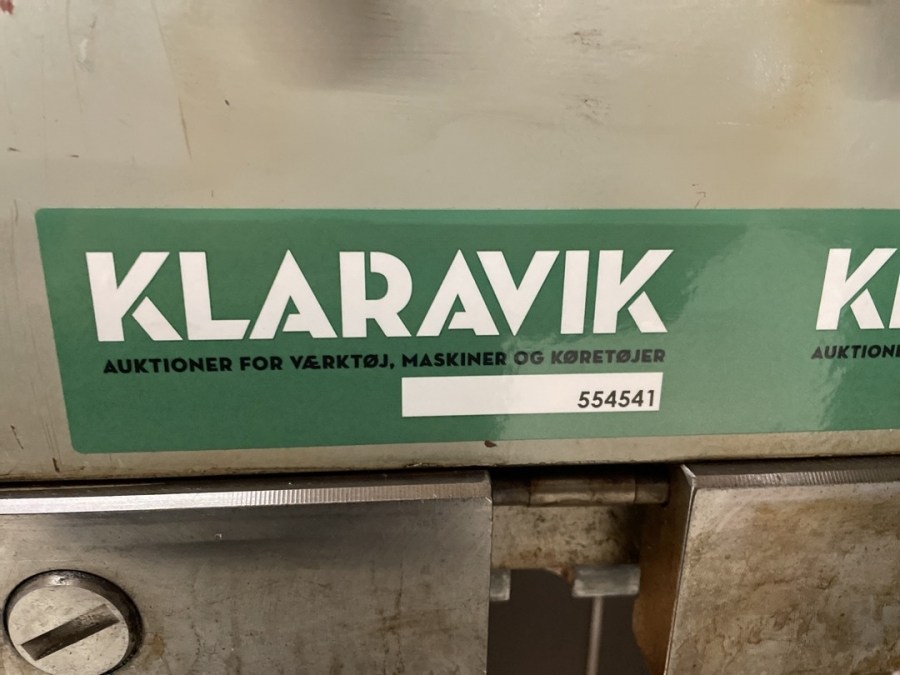 KLARAVIK
AUKTIONER FOR VÆRKTØJ, MASKINER OG KØRETØJER
554541